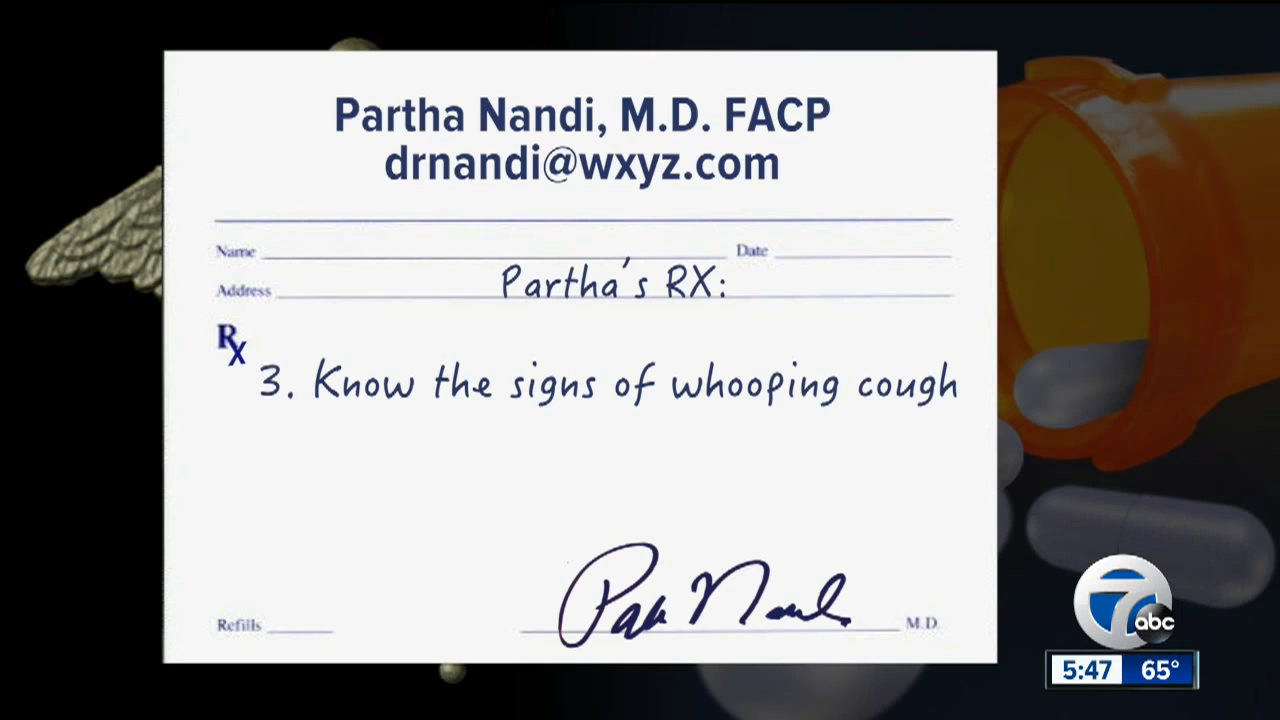 Partha Nandi, M.D. FACP
drnandi@wxyz.com
Name Date
Partha's RX:
Address
Rx
3. Know the signs of whooping cough
Refills M.D.
7 abc
5:47 65°